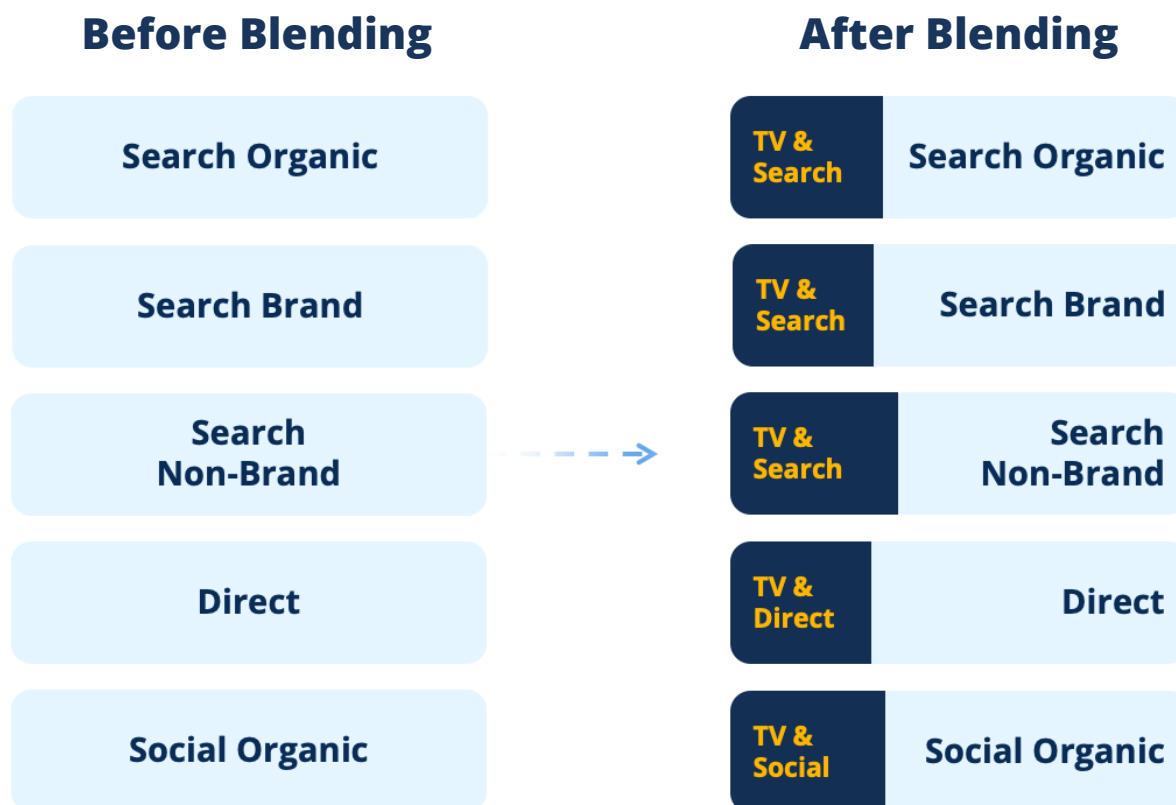 Before Blending
After Blending
Search Organic
TV &
Search
Search Organic
Search Brand
TV &
Search
Search Brand
Search
Non-Brand
TV &
Search
Search
Non-Brand
Direct
TV &
Direct
Direct
Social Organic
TV &
Social
Social Organic